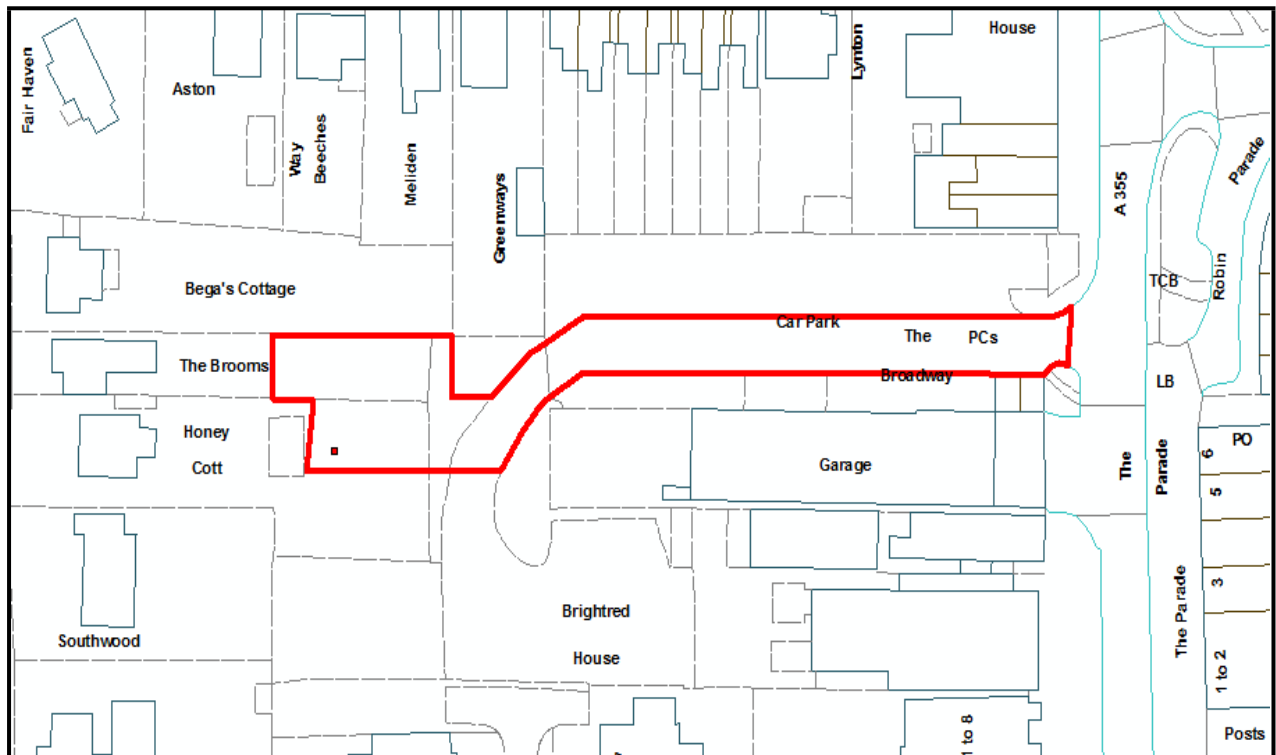 House
Fair Haven
Aston
Lynton
Way
Beeches
Meliden
Greenways
A 355
Parade
Robin
TCB
Bega's Cottage
Car Park
The
PCs
Broadway
The Brooms
LB
Honey
Cott
Garage
The
Parade
PO
6
5
3
The Parade
1 to 2
Brightred
House
Southwood
1 to 8
Posts